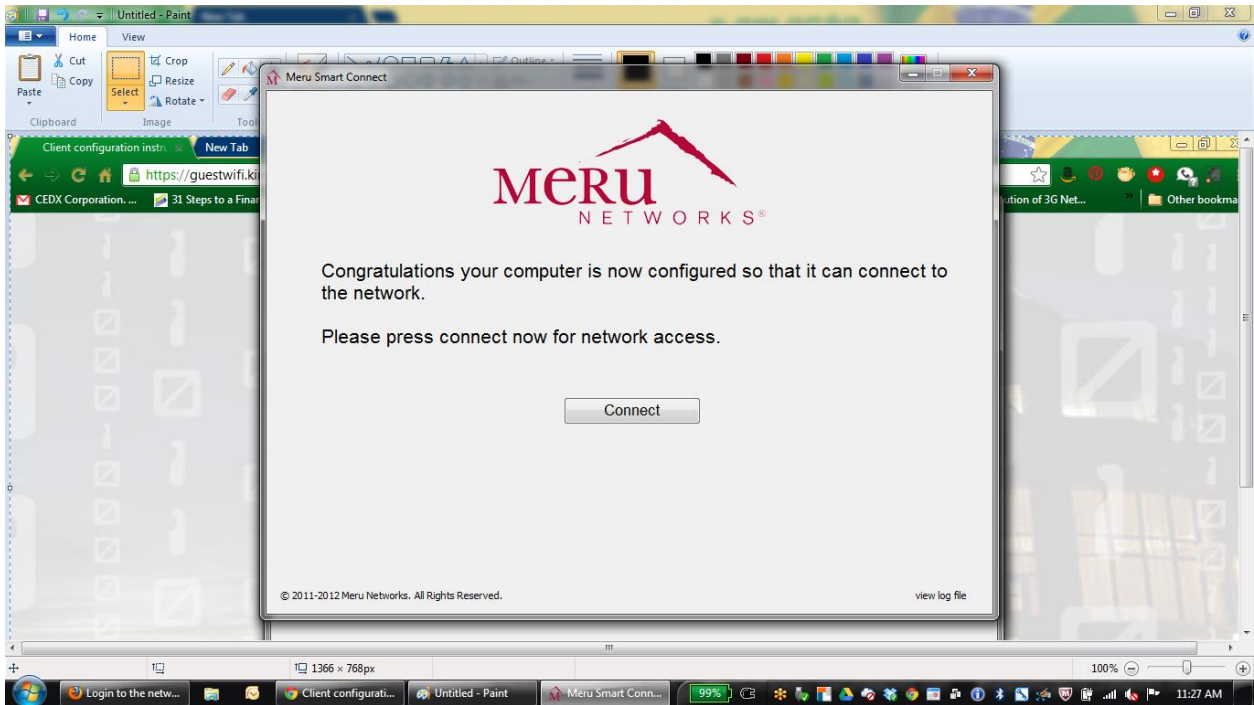 Untitled - Paint
Home
View
Cut
Copy
Paste
Clipboard
Crop
Resize
Rotate
Select
Image
Outline
Meru Smart Connect
Client configuration instr
New Tab
https://guestwifi.ki
CEDX Corporation. ...
31 Steps to a Finan
ution of 3G Net...
Other bookma
MERU
NETWORKS®
Congratulations your computer is now configured so that it can connect to
the network.
Please press connect now for network access.
Connect
© 2011-2012 Meru Networks. All Rights Reserved.
view log file
1366 × 768px
100%
Login to the netw...
Client configurati...
Untitled - Paint
Meru Smart Conn...
99%
11:27 AM